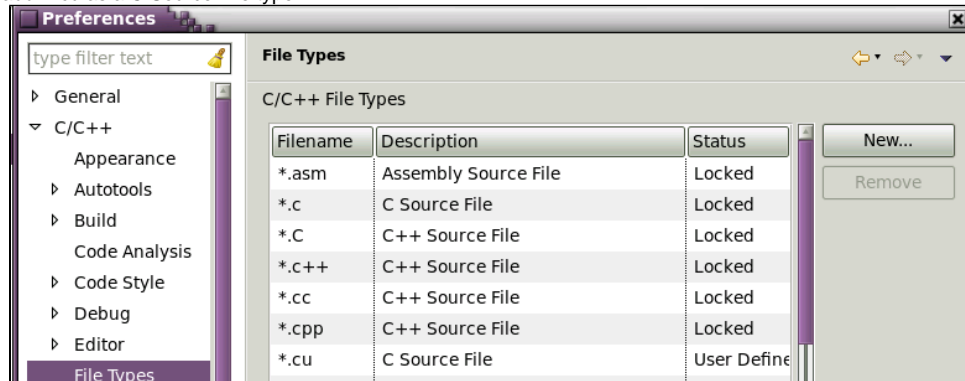 Preferences
type filter text
File Types
General
C/C++ File Types
C/C++
Filename Description Status
New...
Appearance
*.asm Assembly Source File Locked
Remove
Autotools
*.c C Source File Locked
Build
*.C C++ Source File Locked
Code Analysis
*.c++ C++ Source File Locked
Code Style
*.cc C++ Source File Locked
Debug
*.cpp C++ Source File Locked
Editor
*.cu C Source File User Define
File Types